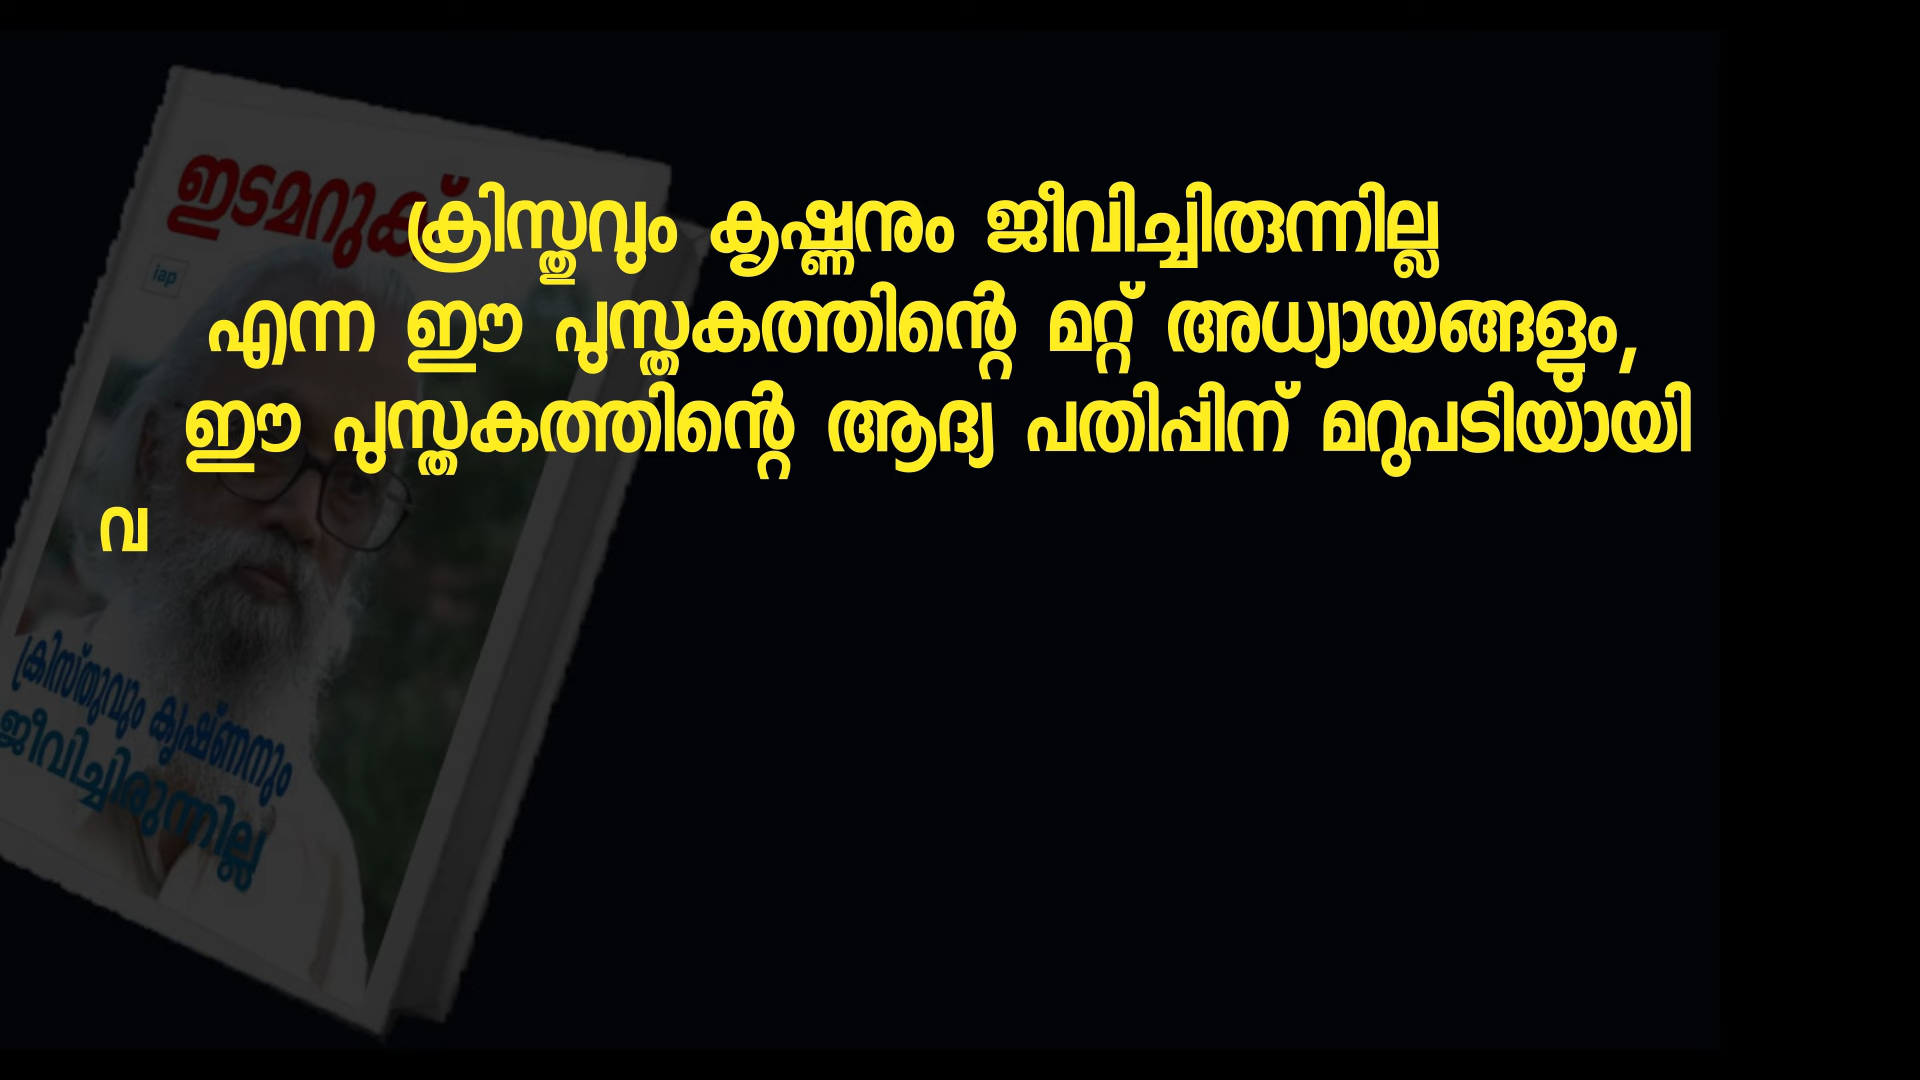 ഇടമറുക്
iap
ക്രിസ്തുവും കൃഷ്ണനും ജീവിച്ചിരുന്നില്ല
എന്ന ഈ പുസ്തകത്തിന്റെ മറ്റ് അധ്യായങ്ങളും,
ഈ പുസ്തകത്തിന്റെ ആദ്യ പതിപ്പിന് മറുപടിയായി
വ
ക്രിസ്തുവും കൃഷ്ണനും
ജീവിച്ചിരുന്നില്ല